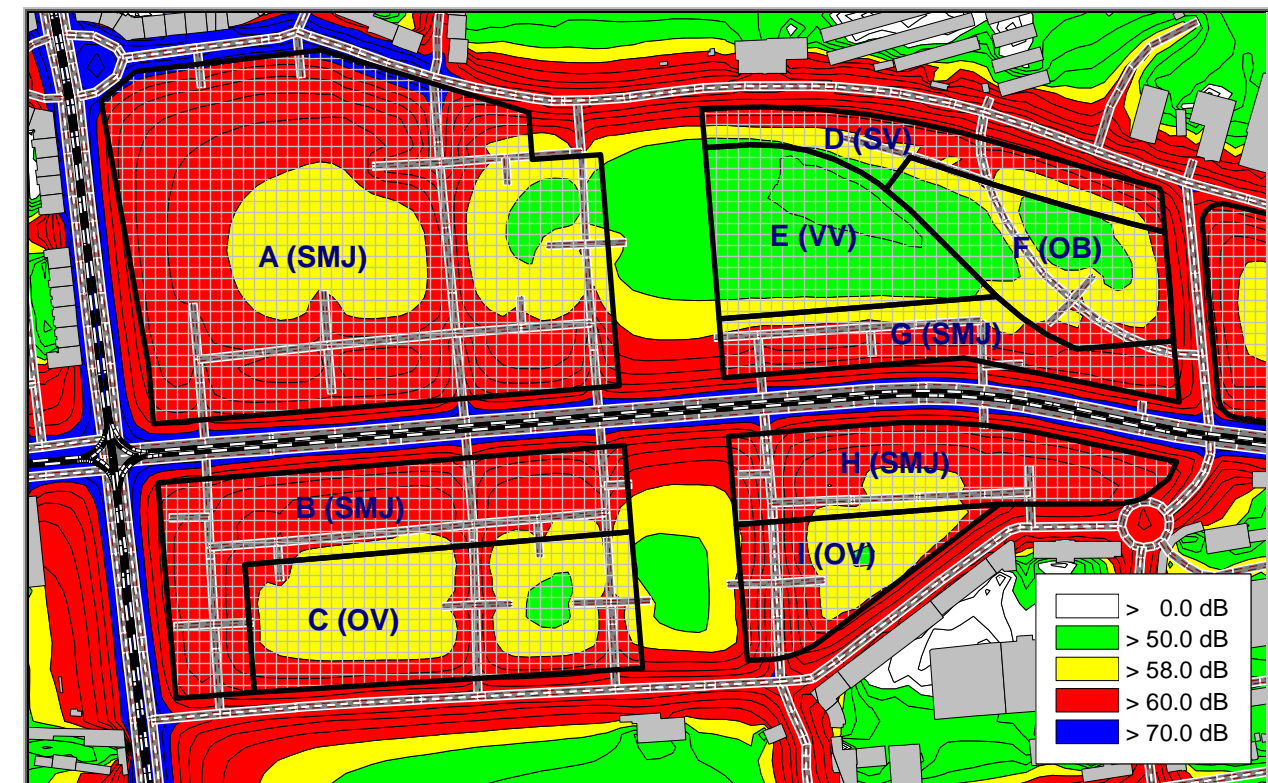 D (SV)
A (SMJ)
E (VV)
F (OB)
G (SMJ)
H (SMJ)
B (SMJ)
I (OV)
C (OV)
> 0.0 dB
> 50.0 dB
> 58.0 dB
> 60.0 dB
> 70.0 dB